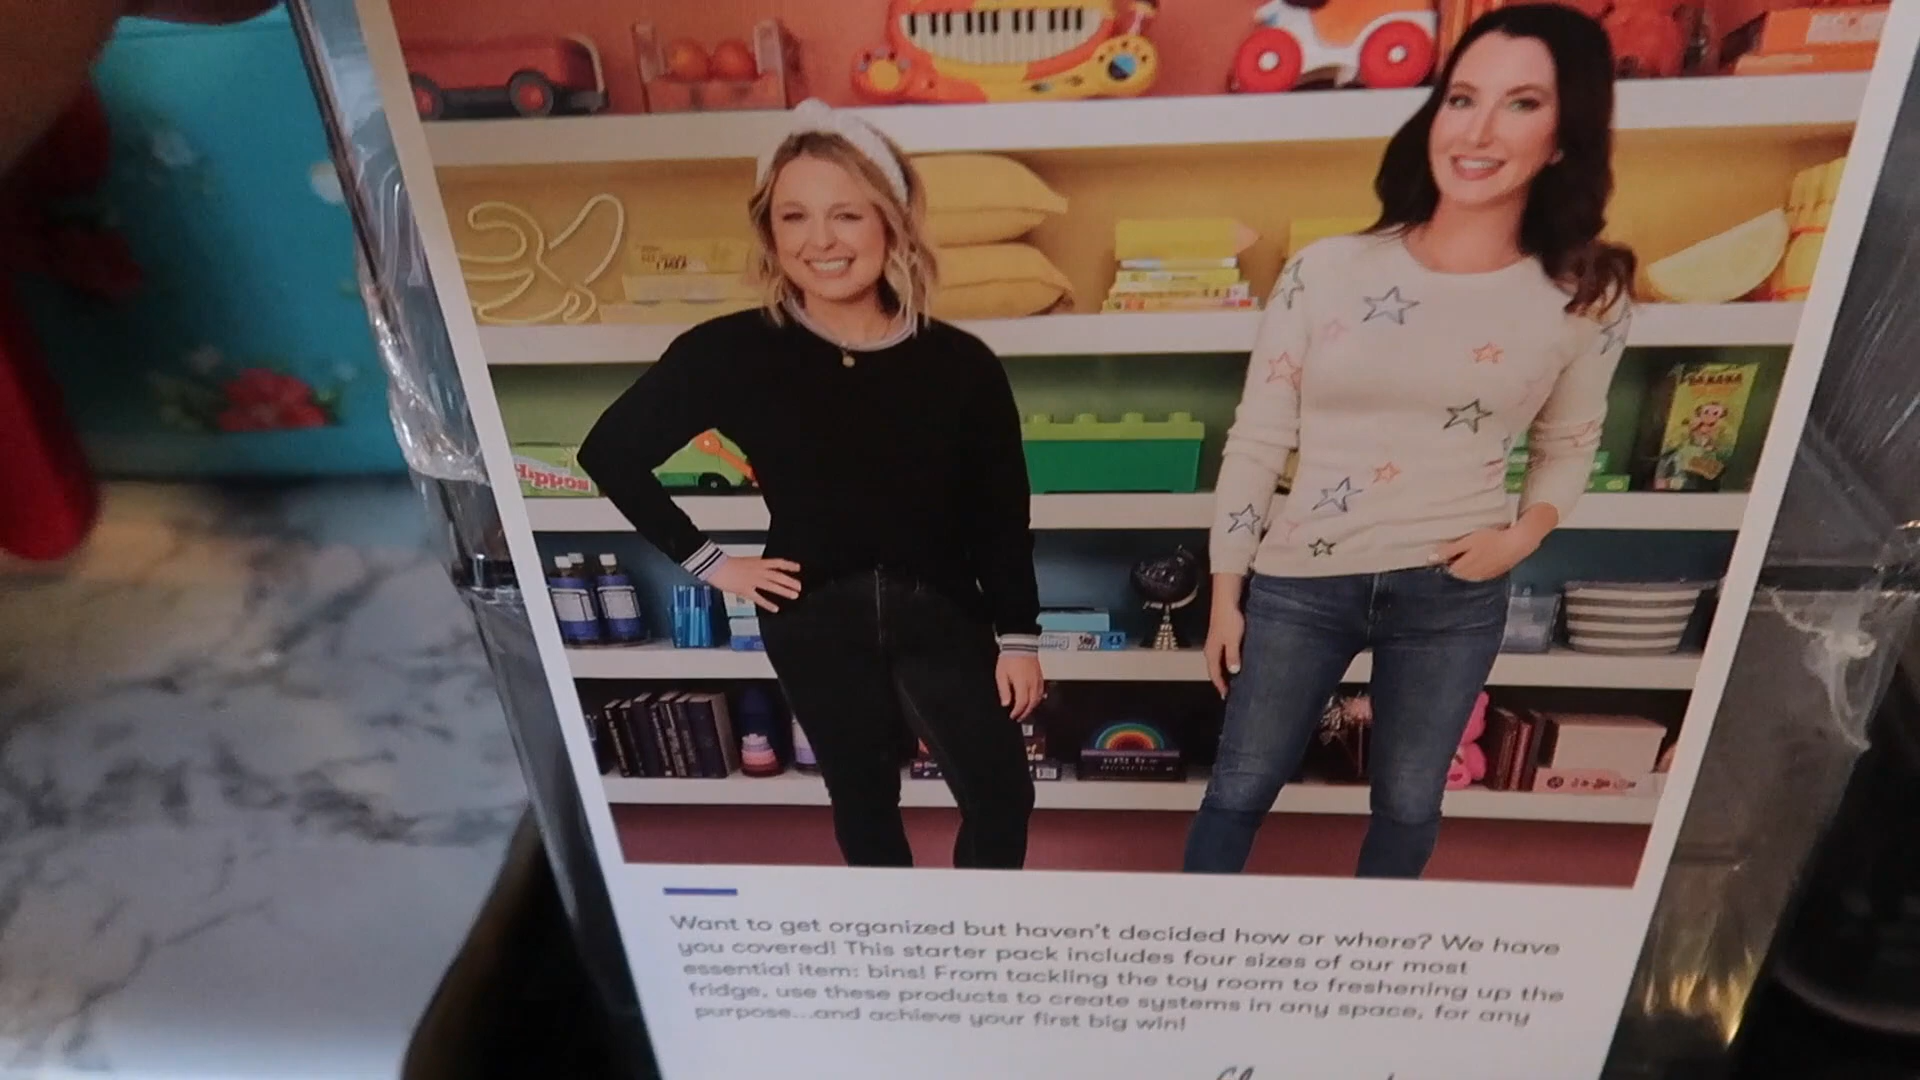 Hippos
BANANA
Want to get organized but haven't decided how or where? We have
you covered! This starter pack includes four sizes of our most
essential item: bins! From tackling the toy room to freshening up the
fridge, use these products to create systems in any space, for any
purpose...and achieve your first big win!